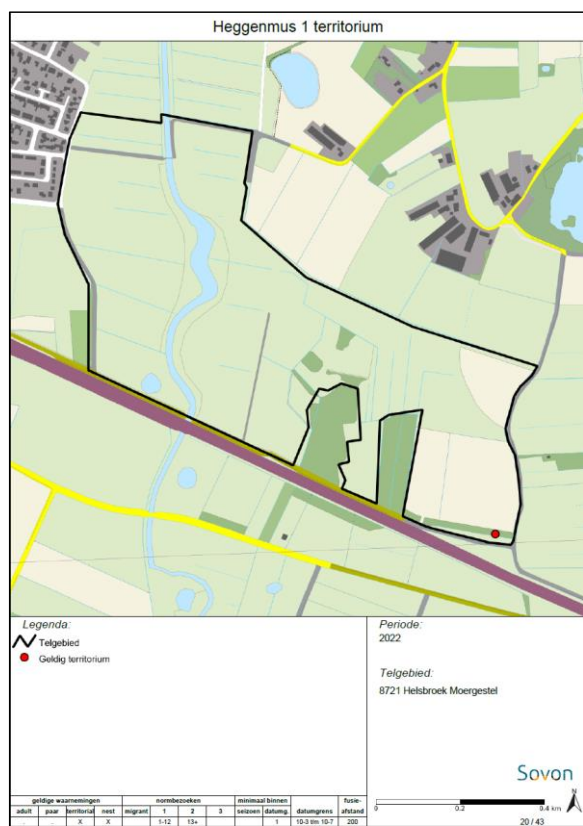 Heggenmus 1 territorium
Legenda:
Telgebied
Geldig territorium
Periode:
2022
Telgebied:
8721 Helsbroek Moergestel
Sovon
0 0.2 0.4 km
N
20 / 43
geldige waarnemingen normbezoeken minimaal binnen fusie-
adult paar territoriaal nest migrant 1 2 3 seizoen datumg. datumgrens afstand
.. .. X X 1-12 13+ 1 10-3 t/m 10-7 200